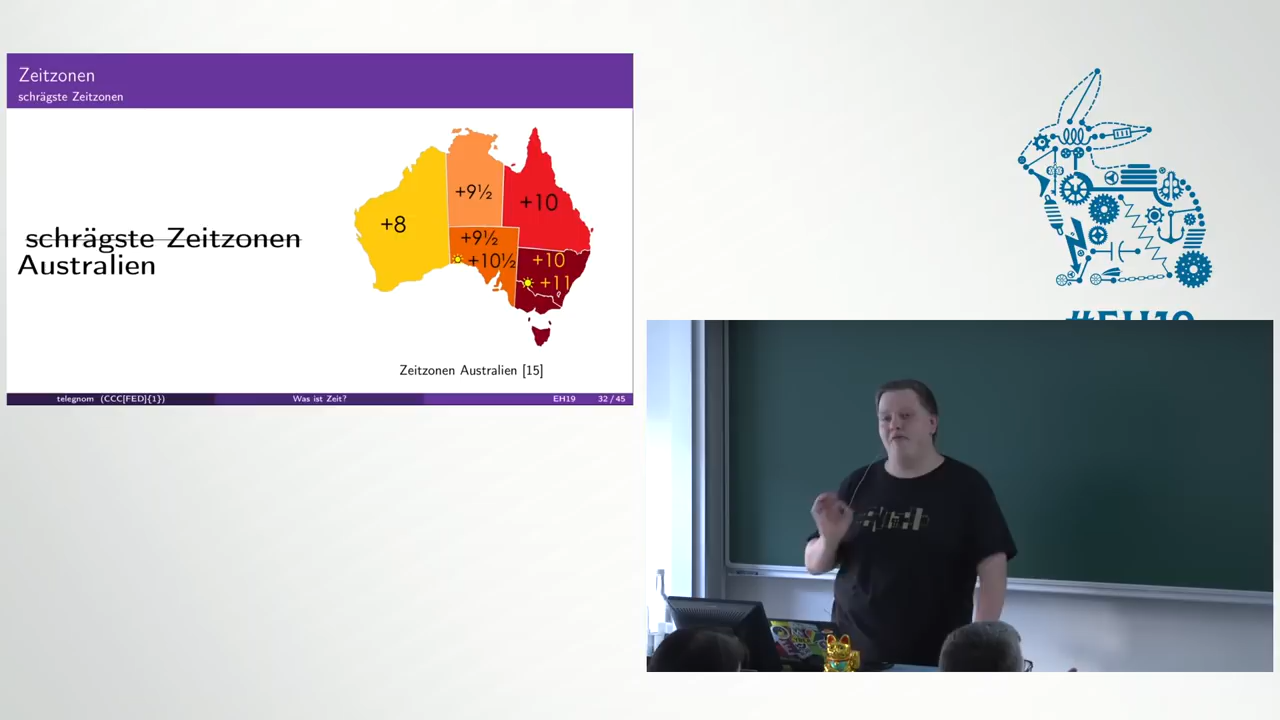 Zeitzonen
schrägste Zeitzonen
schrägste Zeitzonen
Australien
+8
+9½
+10
+9½
+10½
+10
+11
Zeitzonen Australien [15]
telegnom (CCC[FED]{1}) Was ist Zeit? EH19 32 / 45
#EH19